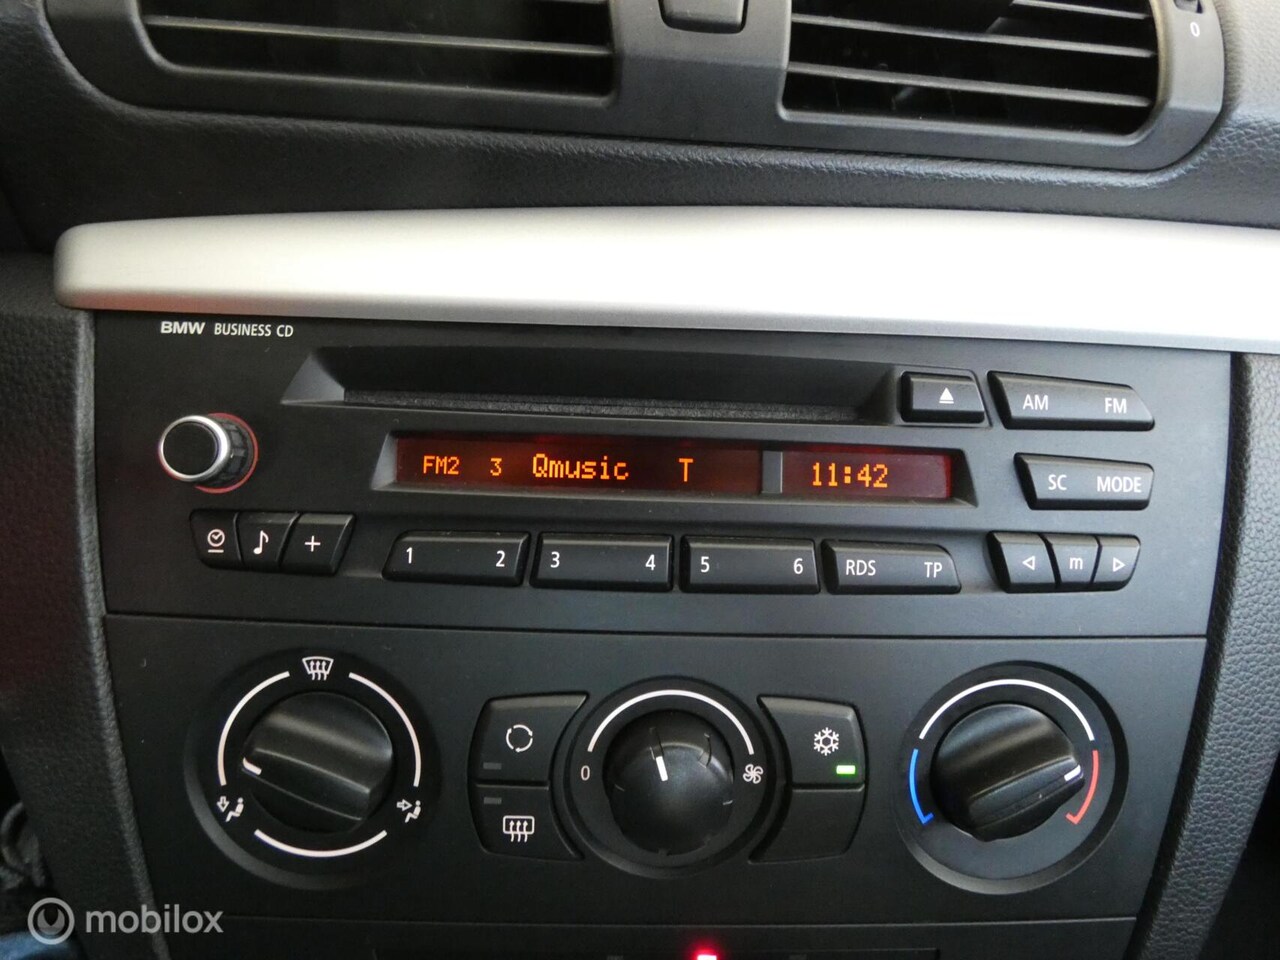 0
BMW BUSINESS CD
AM FM
FM2 3 Qmusic T 11:42
SC MODE
1 2 3 4 5 6 RDS TP m
0
mobilox